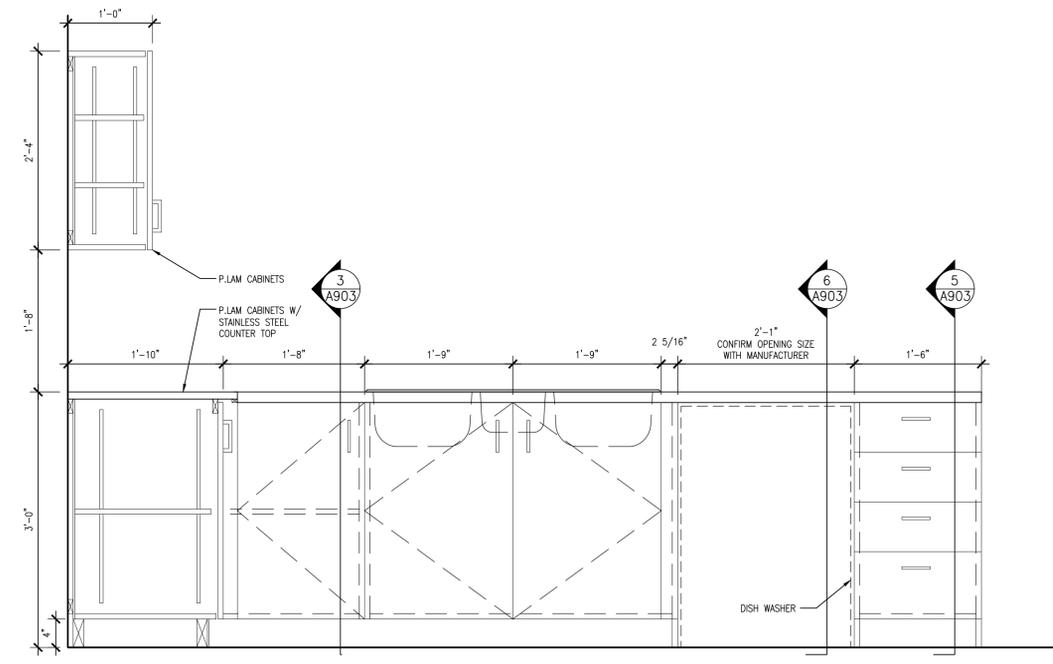 1'-0"
2'-4"
P.LAM CABINETS
3
A903
6
A903
5
A903
P.LAM CABINETS W/
STAINLESS STEEL
COUNTER TOP
1'-8"
1'-10"
1'-8"
1'-9"
1'-9"
2 5/16"
2'-1"
CONFIRM OPENING SIZE
WITH MANUFACTURER
1'-6"
3'-0"
DISH WASHER
4"